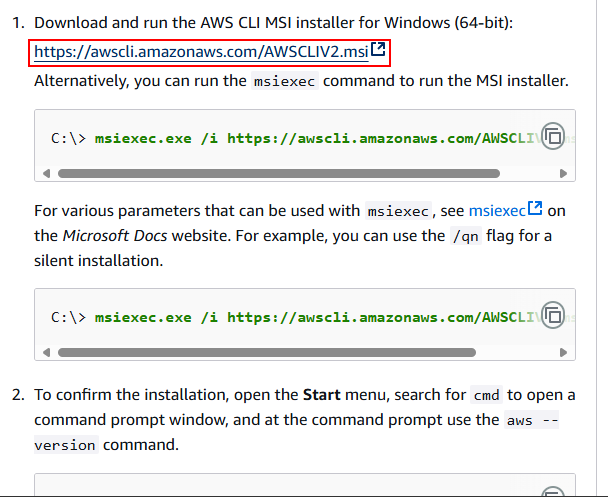 1. Download and run the AWS CLI MSI installer for Windows (64-bit):
https://awscli.amazonaws.com/AWSCLIV2.msi
Alternatively, you can run the msiexec command to run the MSI installer.
C:\> msiexec.exe /i https://awscli.amazonaws.com/AWSCLIV
For various parameters that can be used with msiexec, see msiexec on
the Microsoft Docs website. For example, you can use the /qn flag for a
silent installation.
C:\> msiexec.exe /i https://awscli.amazonaws.com/AWSCLIV
2. To confirm the installation, open the Start menu, search for cmd to open a
command prompt window, and at the command prompt use the aws --
version command.